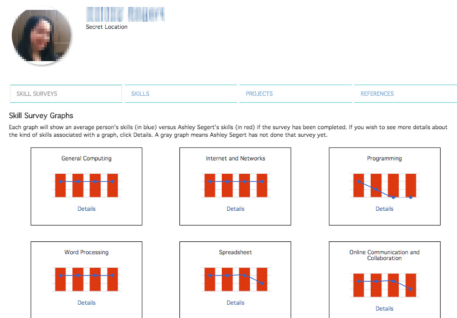 Secret Location
SKILL SURVEYS
SKILLS
PROJECTS
REFERENCES
Skill Survey Graphs
Each graph will show an average person's skills (in blue) versus Ashley Segert's skills (in red) if the survey has been completed. If you wish to see more details about
the kind of skills associated with a graph, click Details. A gray graph means Ashley Segert has not done that survey yet.
General Computing
Internet and Networks
Programming
Details
Details
Details
Word Processing
Spreadsheet
Online Communication and
Collaboration
Details
Details
Details